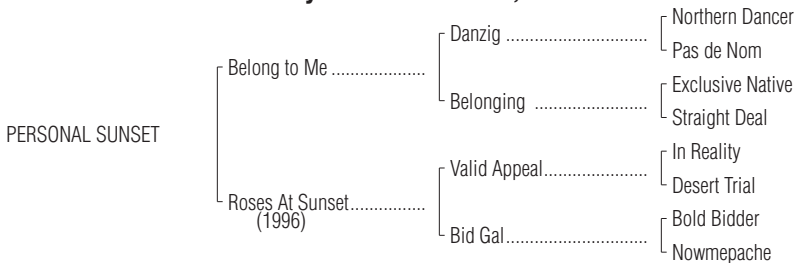 Northern Dancer
Danzig ..............................
Pas de Nom
Belong to Me ....................
Exclusive Native
Belonging ........................
Straight Deal
PERSONAL SUNSET
In Reality
Valid Appeal......................
Desert Trial
Roses At Sunset................
(1996)
Bold Bidder
Bid Gal..............................
Nowmepache